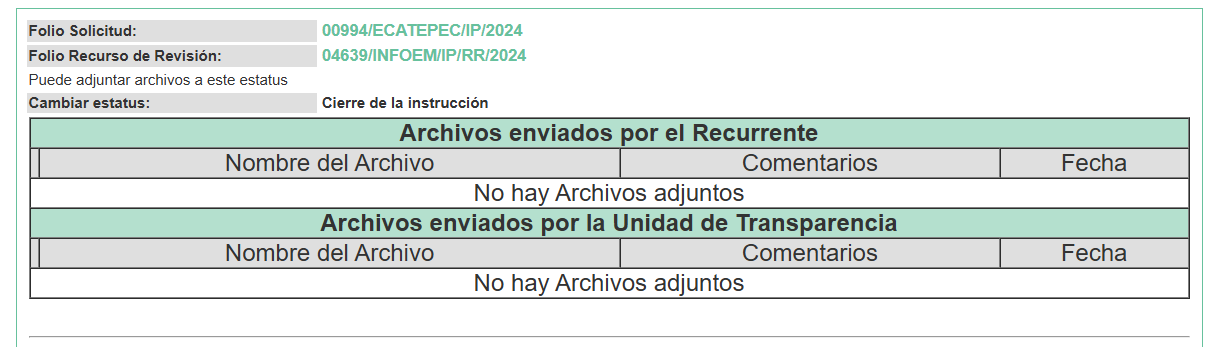 Folio Solicitud: 00994/ECATEPEC/IP/2024
Folio Recurso de Revisión: 04639/INFOEM/IP/RR/2024
Puede adjuntar archivos a este estatus
Cambiar estatus: Cierre de la instrucción
Archivos enviados por el Recurrente
Nombre del Archivo Comentarios Fecha
No hay Archivos adjuntos
Archivos enviados por la Unidad de Transparencia
Nombre del Archivo Comentarios Fecha
No hay Archivos adjuntos